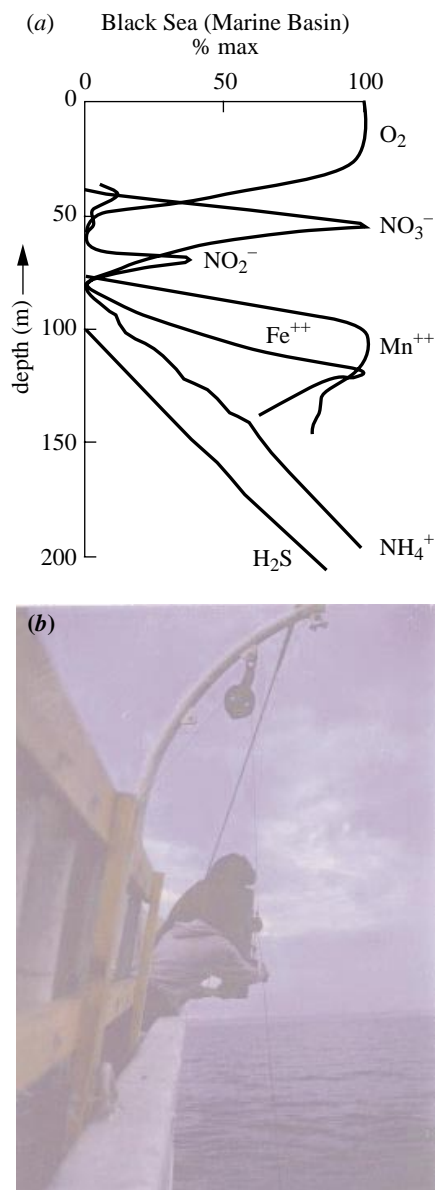 (a) Black Sea (Marine Basin)
% max
0 50 100
0
O₂
50
NO₃⁻
NO₂⁻
depth (m) →
Fe⁺⁺
100
Mn⁺⁺
150
200
H₂S
NH₄⁺
(b)